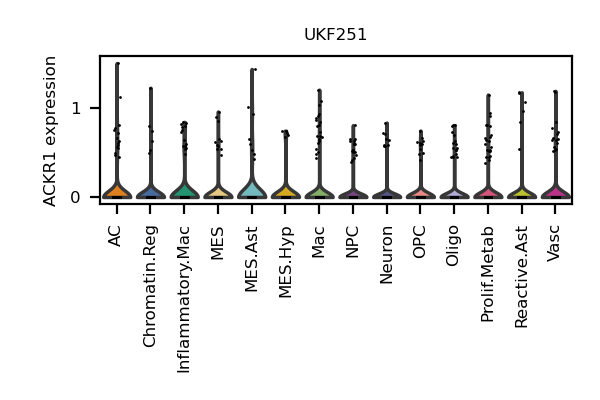 UKF251
ACKR1 expression
1
0
AC
Chromatin.Reg
Inflammatory.Mac
MES
MES.Ast
MES.Hyp
Mac
NPC
Neuron
OPC
Oligo
Prolif.Metab
Reactive.Ast
Vasc